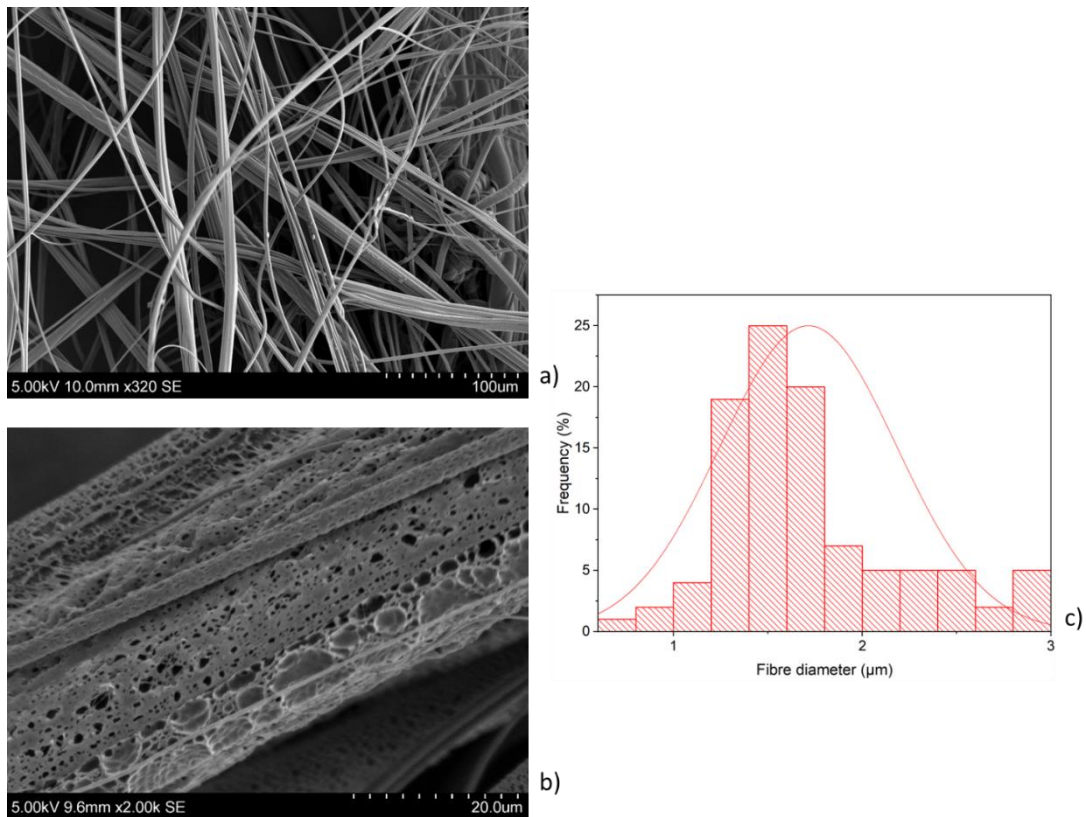 5.00kV 10.0mm x320 SE
100um
a)
5.00kV 9.6mm x2.00k SE
20.0um
b)
25
20
15
10
5
0
Frequency (%)
1
2
3
Fibre diameter (µm)
c)